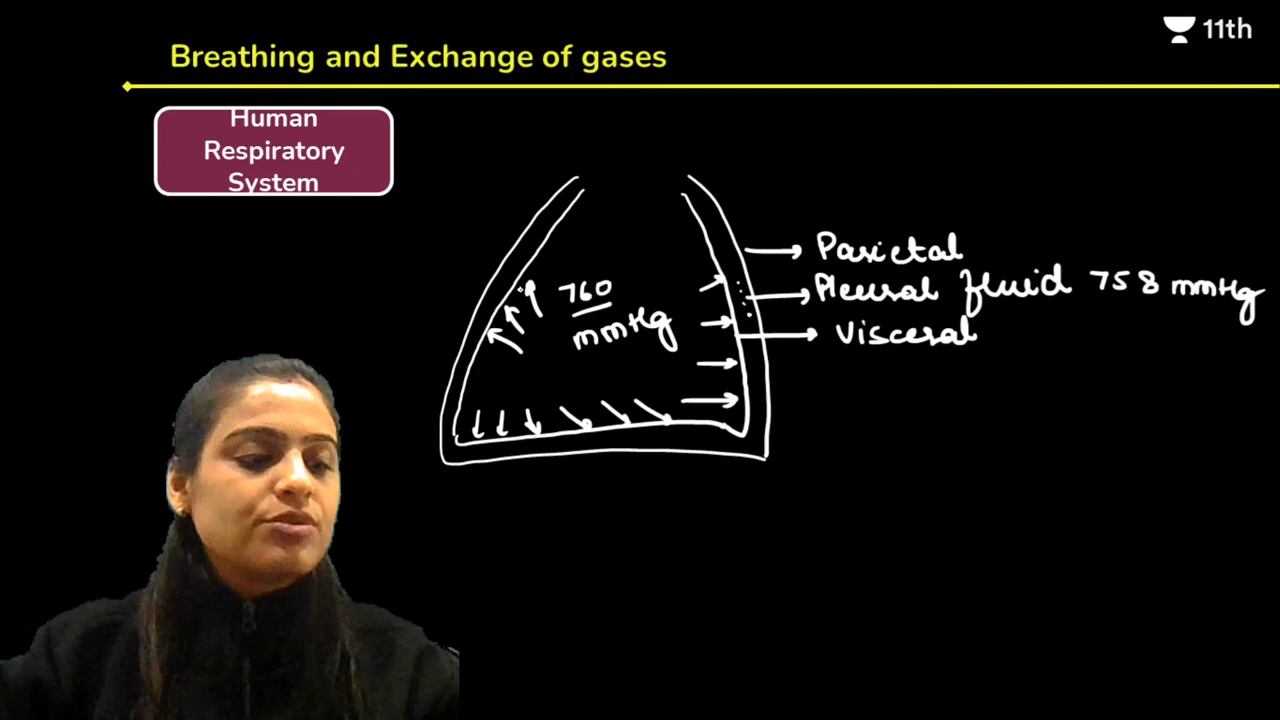 11th
Breathing and Exchange of gases
Human
Respiratory
System
Parietal
Pleural fluid 758 mmHg
Visceral
760
mmHg